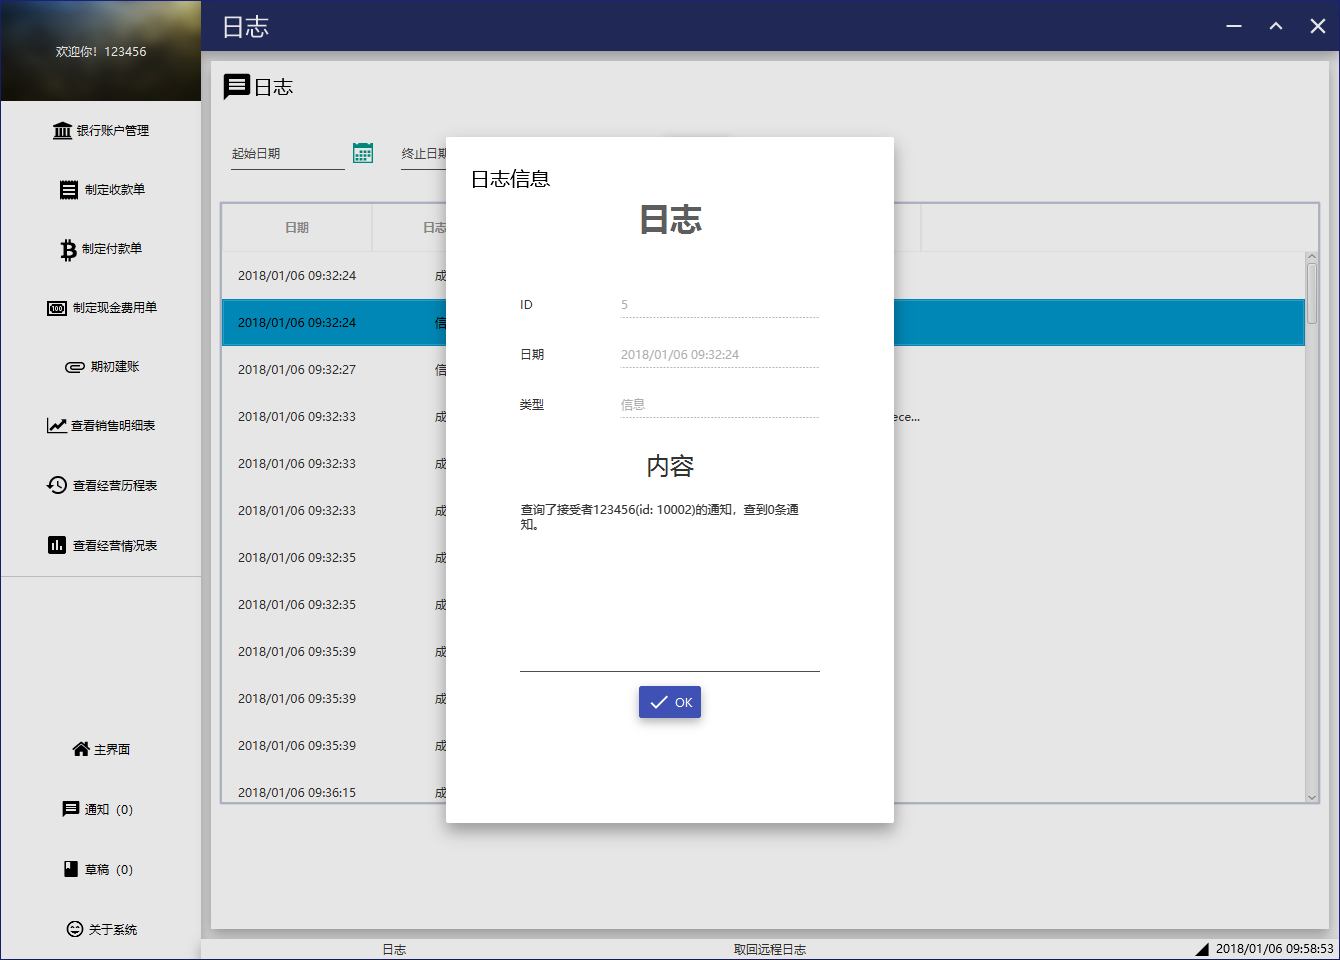 欢迎你！123456
日志
日志
银行账户管理
制定收款单
制定付款单
制定现金费用单
期初建账
查看销售明细表
查看经营历程表
查看经营情况表
主界面
通知（0）
草稿（0）
关于系统
起始日期
终止日期
日期
日志
2018/01/06 09:32:24
成
2018/01/06 09:32:24
信
2018/01/06 09:32:27
信
2018/01/06 09:32:33
成
ece...
2018/01/06 09:32:33
成
2018/01/06 09:32:33
成
2018/01/06 09:32:35
成
2018/01/06 09:32:35
成
2018/01/06 09:35:39
成
2018/01/06 09:35:39
成
2018/01/06 09:35:39
成
2018/01/06 09:36:15
成
日志信息
日志
ID
5
日期
2018/01/06 09:32:24
类型
信息
内容
查询了接受者123456(id: 10002)的通知，查到0条通
知。
OK
日志
取回远程日志
2018/01/06 09:58:53